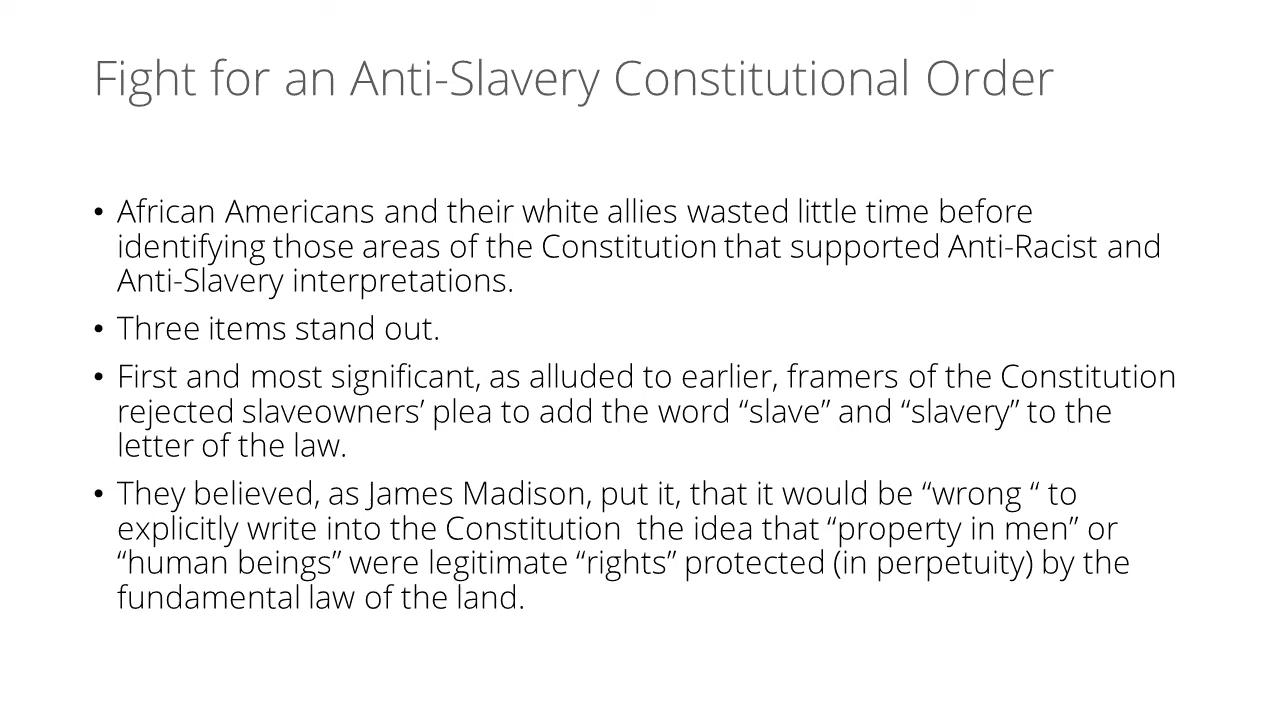 Fight for an Anti-Slavery Constitutional Order
• African Americans and their white allies wasted little time before
identifying those areas of the Constitution that supported Anti-Racist and
Anti-Slavery interpretations.
• Three items stand out.
• First and most significant, as alluded to earlier, framers of the Constitution
rejected slaveowners’ plea to add the word “slave” and “slavery” to the
letter of the law.
• They believed, as James Madison, put it, that it would be “wrong “ to
explicitly write into the Constitution  the idea that “property in men” or
“human beings” were legitimate “rights” protected (in perpetuity) by the
fundamental law of the land.